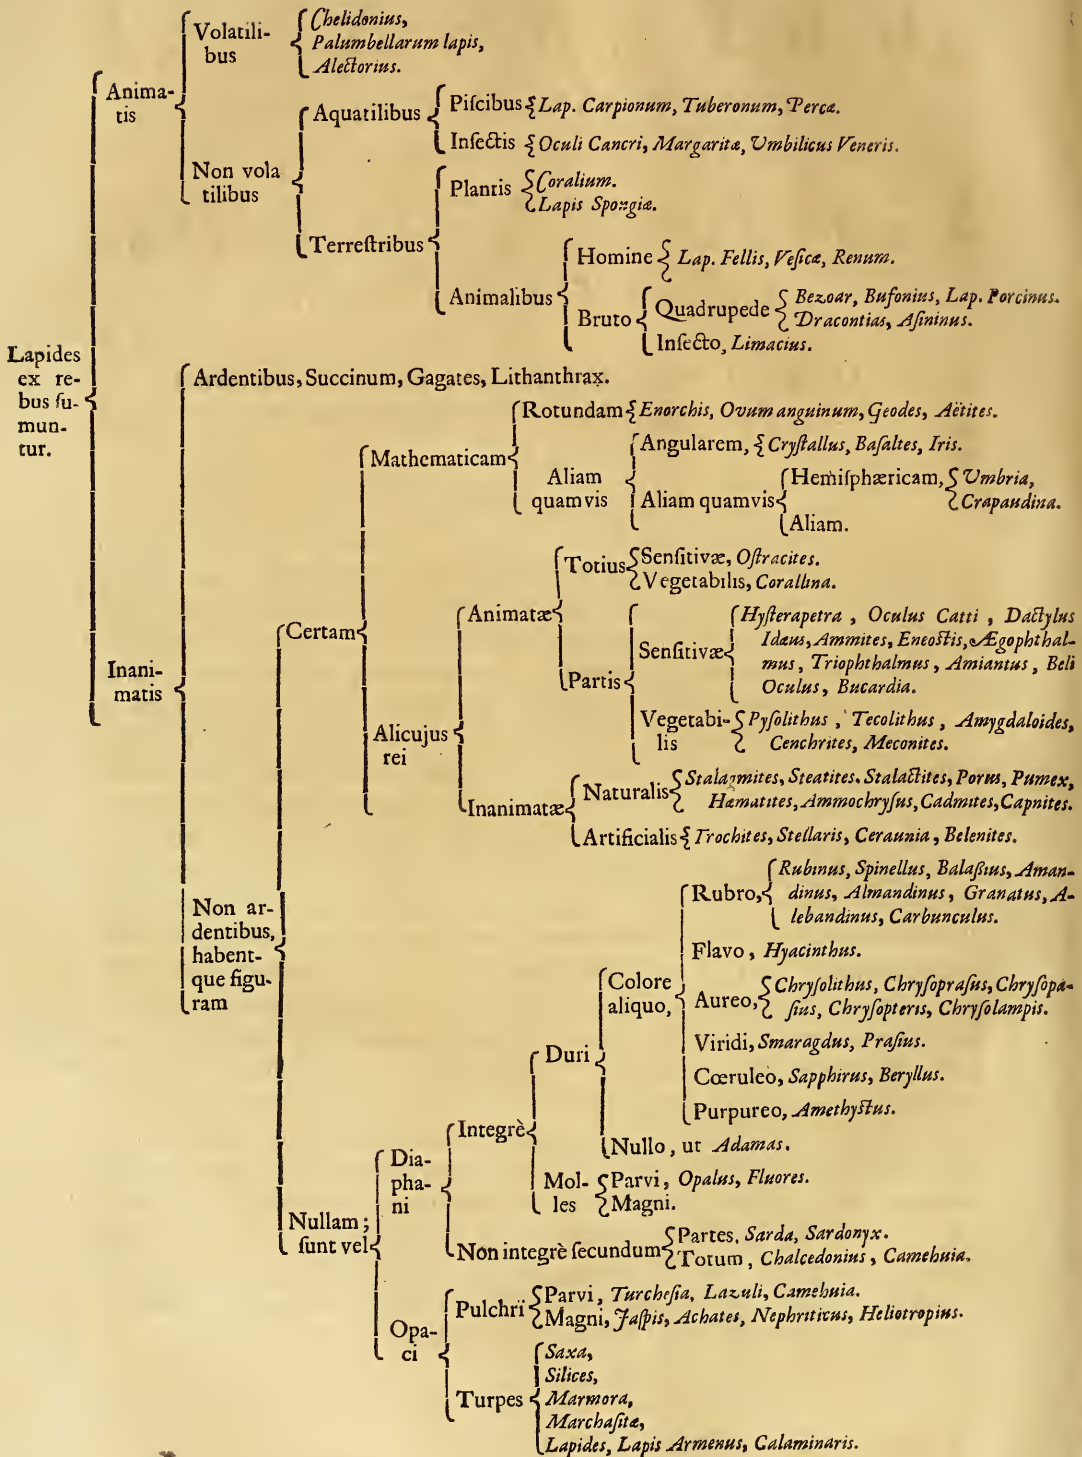 Lapides
ex re-
bus ſu-
mun-
tur.
Anima-
tis
Volatili-
bus
Chelidonius,
Palumbellarum lapis,
Alectorius.
Non vola
tilibus
Aquatilibus
Piſcibus Lap. Carpionum, Tuberonum, Percæ.
Inſectis Oculi Cancri, Margaritæ, Umbilicus Veneris.
Terreſtribus
Plantis
Coralium.
Lapis Spongiæ.
Animalibus
Homine Lap. Fellis, Veſicæ, Renum.
Bruto
Quadrupede
Bezoar, Bufonius, Lap. Porcinus.
Dracontias, Aſininus.
Inſecto, Limacius.
Inani-
matis
Ardentibus, Succinum, Gagates, Lithanthrax.
Non ar-
dentibus,
habent-
que figu-
ram
Certam
Mathematicam
Rotundam Enorchis, Ovum anguinum, Geodes, Aëtites.
Aliam
quamvis
Angularem, Cryſtallus, Baſaltes, Iris.
Aliam quamvis
Hemiſphæricam,
Umbria,
Crapaudina.
Aliam.
Alicujus
rei
Animatæ
Totius
Senſitivæ, Oſtracites.
Vegetabilis, Corallina.
Partis
Senſitivæ
Hyſterapetra, Oculus Catti, Dactylus
Idæus, Ammites, Eneoſtis, Ægophthal-
mus, Triophthalmus, Amiantus, Beli
Oculus, Bucardia.
Vegetabi-
lis
Pyſolithus, Tecolithus, Amygdaloides,
Cenchrites, Meconites.
Inanimatæ
Naturalis
Stalagmites, Steatites. Stalactites, Porus, Pumex,
Hæmatites, Ammochryſus, Cadmites, Capnites.
Artificialis Trochites, Stellaris, Ceraunia, Belenites.
Nullam;
ſunt vel
Dia-
pha-
ni
Integrè
Duri
Colore
aliquo,
Rubro,
Rubinus, Spinellus, Balaſſius, Aman-
dinus, Almandinus, Granatus, A-
lebandinus, Carbunculus.
Flavo, Hyacinthus.
Aureo,
Chryſolithus, Chryſopraſus, Chryſopa-
ſius, Chryſopteris, Chryſolampis.
Viridi, Smaragdus, Praſius.
Cœruleo, Sapphirus, Beryllus.
Purpureo, Amethyſtus.
Nullo, ut Adamas.
Mol-
les
Parvi, Opalus, Fluores.
Magni.
Non integrè ſecundum
Partes, Sarda, Sardonyx.
Totum, Chalcedonius, Camehuia.
Opa-
ci
Pulchri
Parvi, Turcheſia, Lazuli, Camehuia.
Magni, Jaſpis, Achates, Nephriticus, Heliotropius.
Turpes
Saxa,
Silices,
Marmora,
Marchaſitæ,
Lapides, Lapis Armenus, Calaminaris.